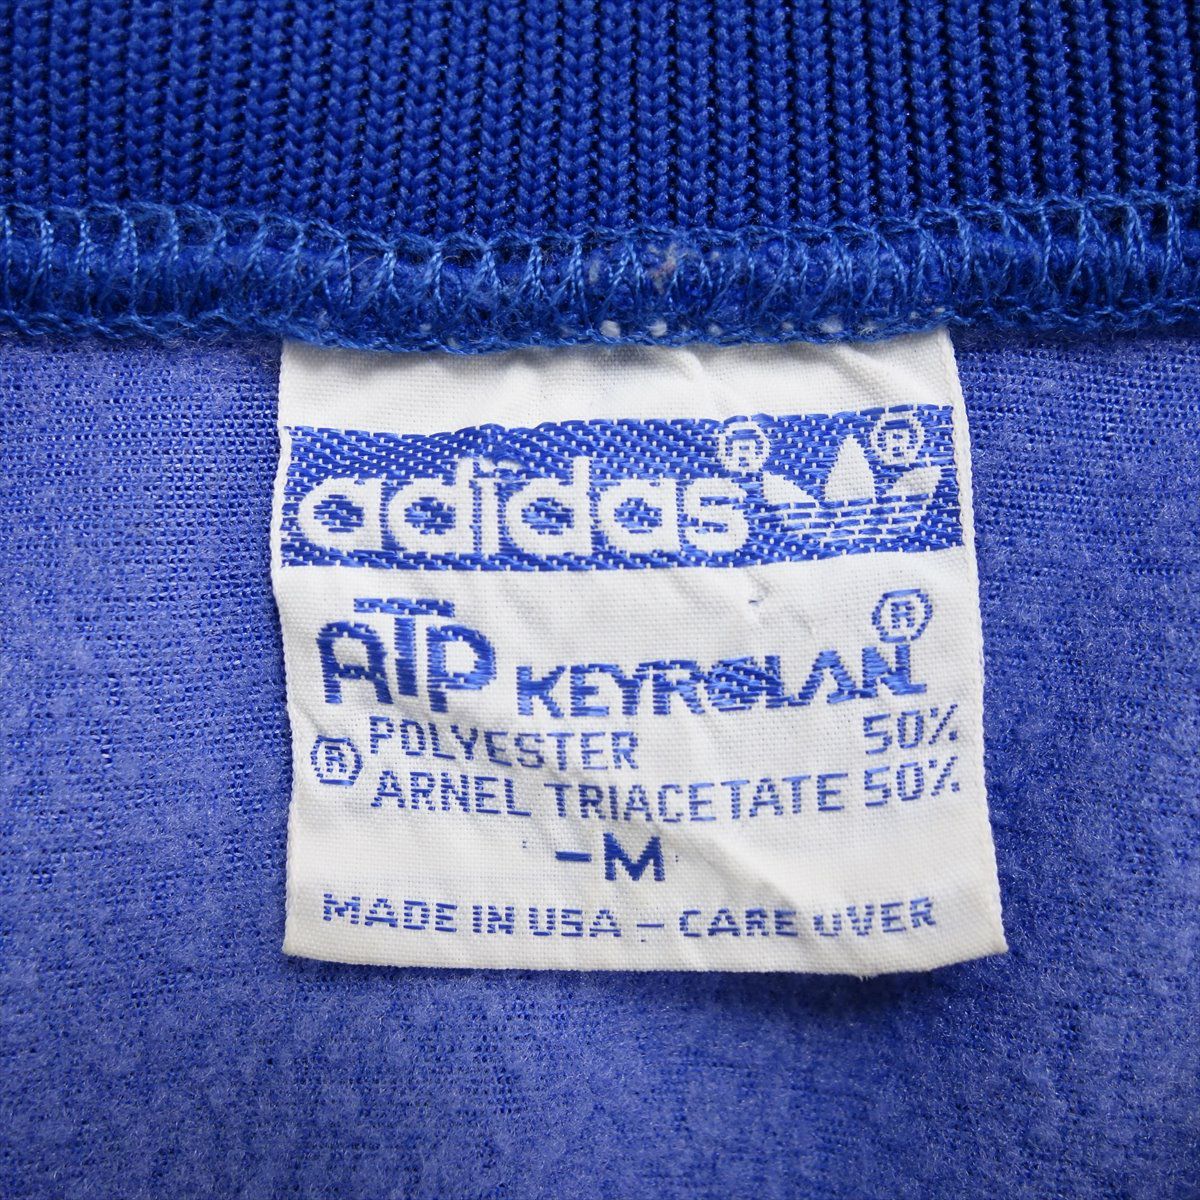 adidas® ®
ATP KEYROLAN®
POLYESTER 50%
® ARNEL TRIACETATE 50%
-M
MADE IN USA - CARE OVER